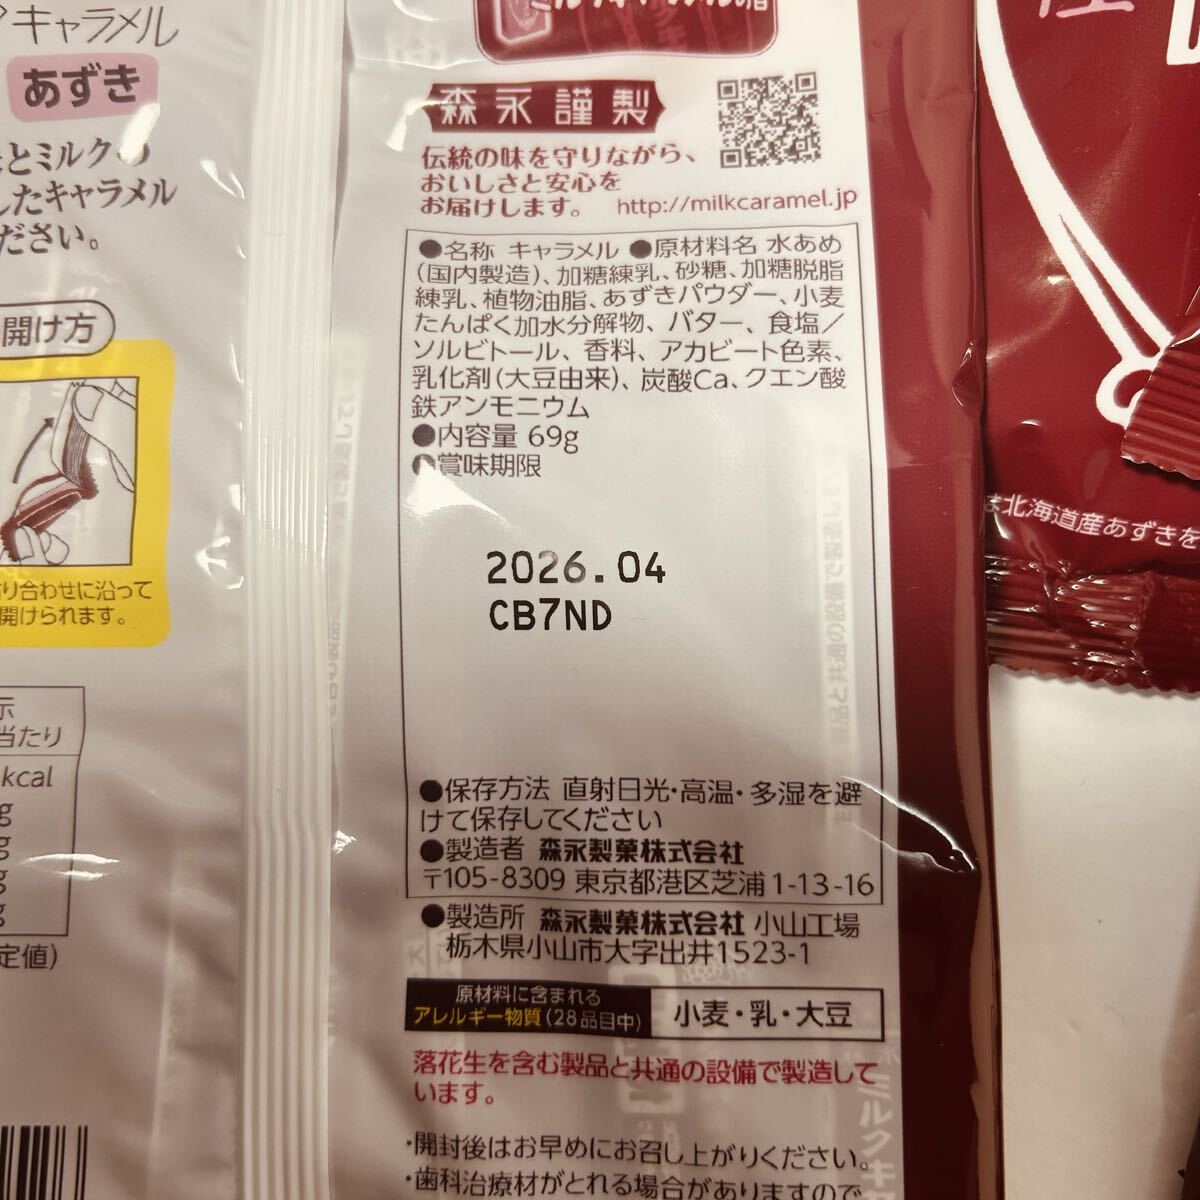 キャラメル
あずき
とミルクの
したキャラメル
ださい。
開け方
り合わせに沿って
開けられます。
示
当たり
kcal
g
g
g
g
定値)
ミルクキャラメルの日
森永謹製
伝統の味を守りながら、
おいしさと安心を
お届けします。 http://milkcaramel.jp
●名称 キャラメル ●原材料名 水あめ
(国内製造)、加糖練乳、砂糖、加糖脱脂
練乳、植物油脂、あずきパウダー、小麦
たんぱく加水分解物、バター、食塩/
ソルビトール、香料、アカビート色素、
乳化剤(大豆由来)、炭酸Ca、クエン酸
鉄アンモニウム
●内容量 69g
●賞味期限
2026.04
CB7ND
●保存方法 直射日光・高温・多湿を避
けて保存してください
●製造者 森永製菓株式会社
〒105-8309 東京都港区芝浦1-13-16
●製造所 森永製菓株式会社 小山工場
栃木県小山市大字出井1523-1
原材料に含まれる
アレルギー物質(28品目中)
小麦・乳・大豆
落花生を含む製品と共通の設備で製造して
います。
・開封後はお早めにお召し上がりください。
・歯科治療材がとれる場合がありますので
北海道産あずきを